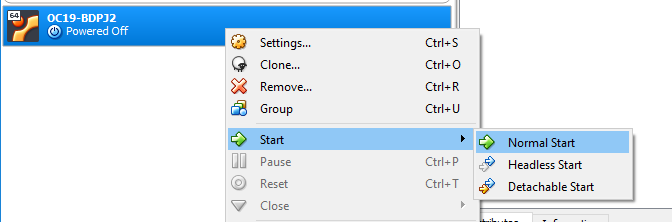 64
OC19-BDPJ2
Powered Off
Settings... Ctrl+S
Clone... Ctrl+O
Remove... Ctrl+R
Group Ctrl+U
Start
Normal Start
Pause Ctrl+P
Headless Start
Reset Ctrl+T
Detachable Start
Close